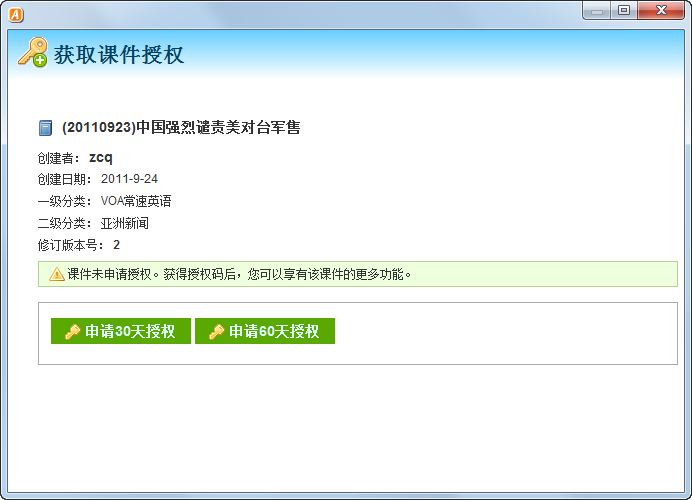 获取课件授权
(20110923)中国强烈谴责美对台军售
创建者： zcq
创建日期： 2011-9-24
一级分类： VOA常速英语
二级分类： 亚洲新闻
修订版本号： 2
课件未申请授权。获得授权码后，您可以享有该课件的更多功能。
申请30天授权 申请60天授权